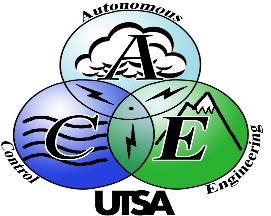 Autonomous
A
C
E
Control
Engineering
UTSA